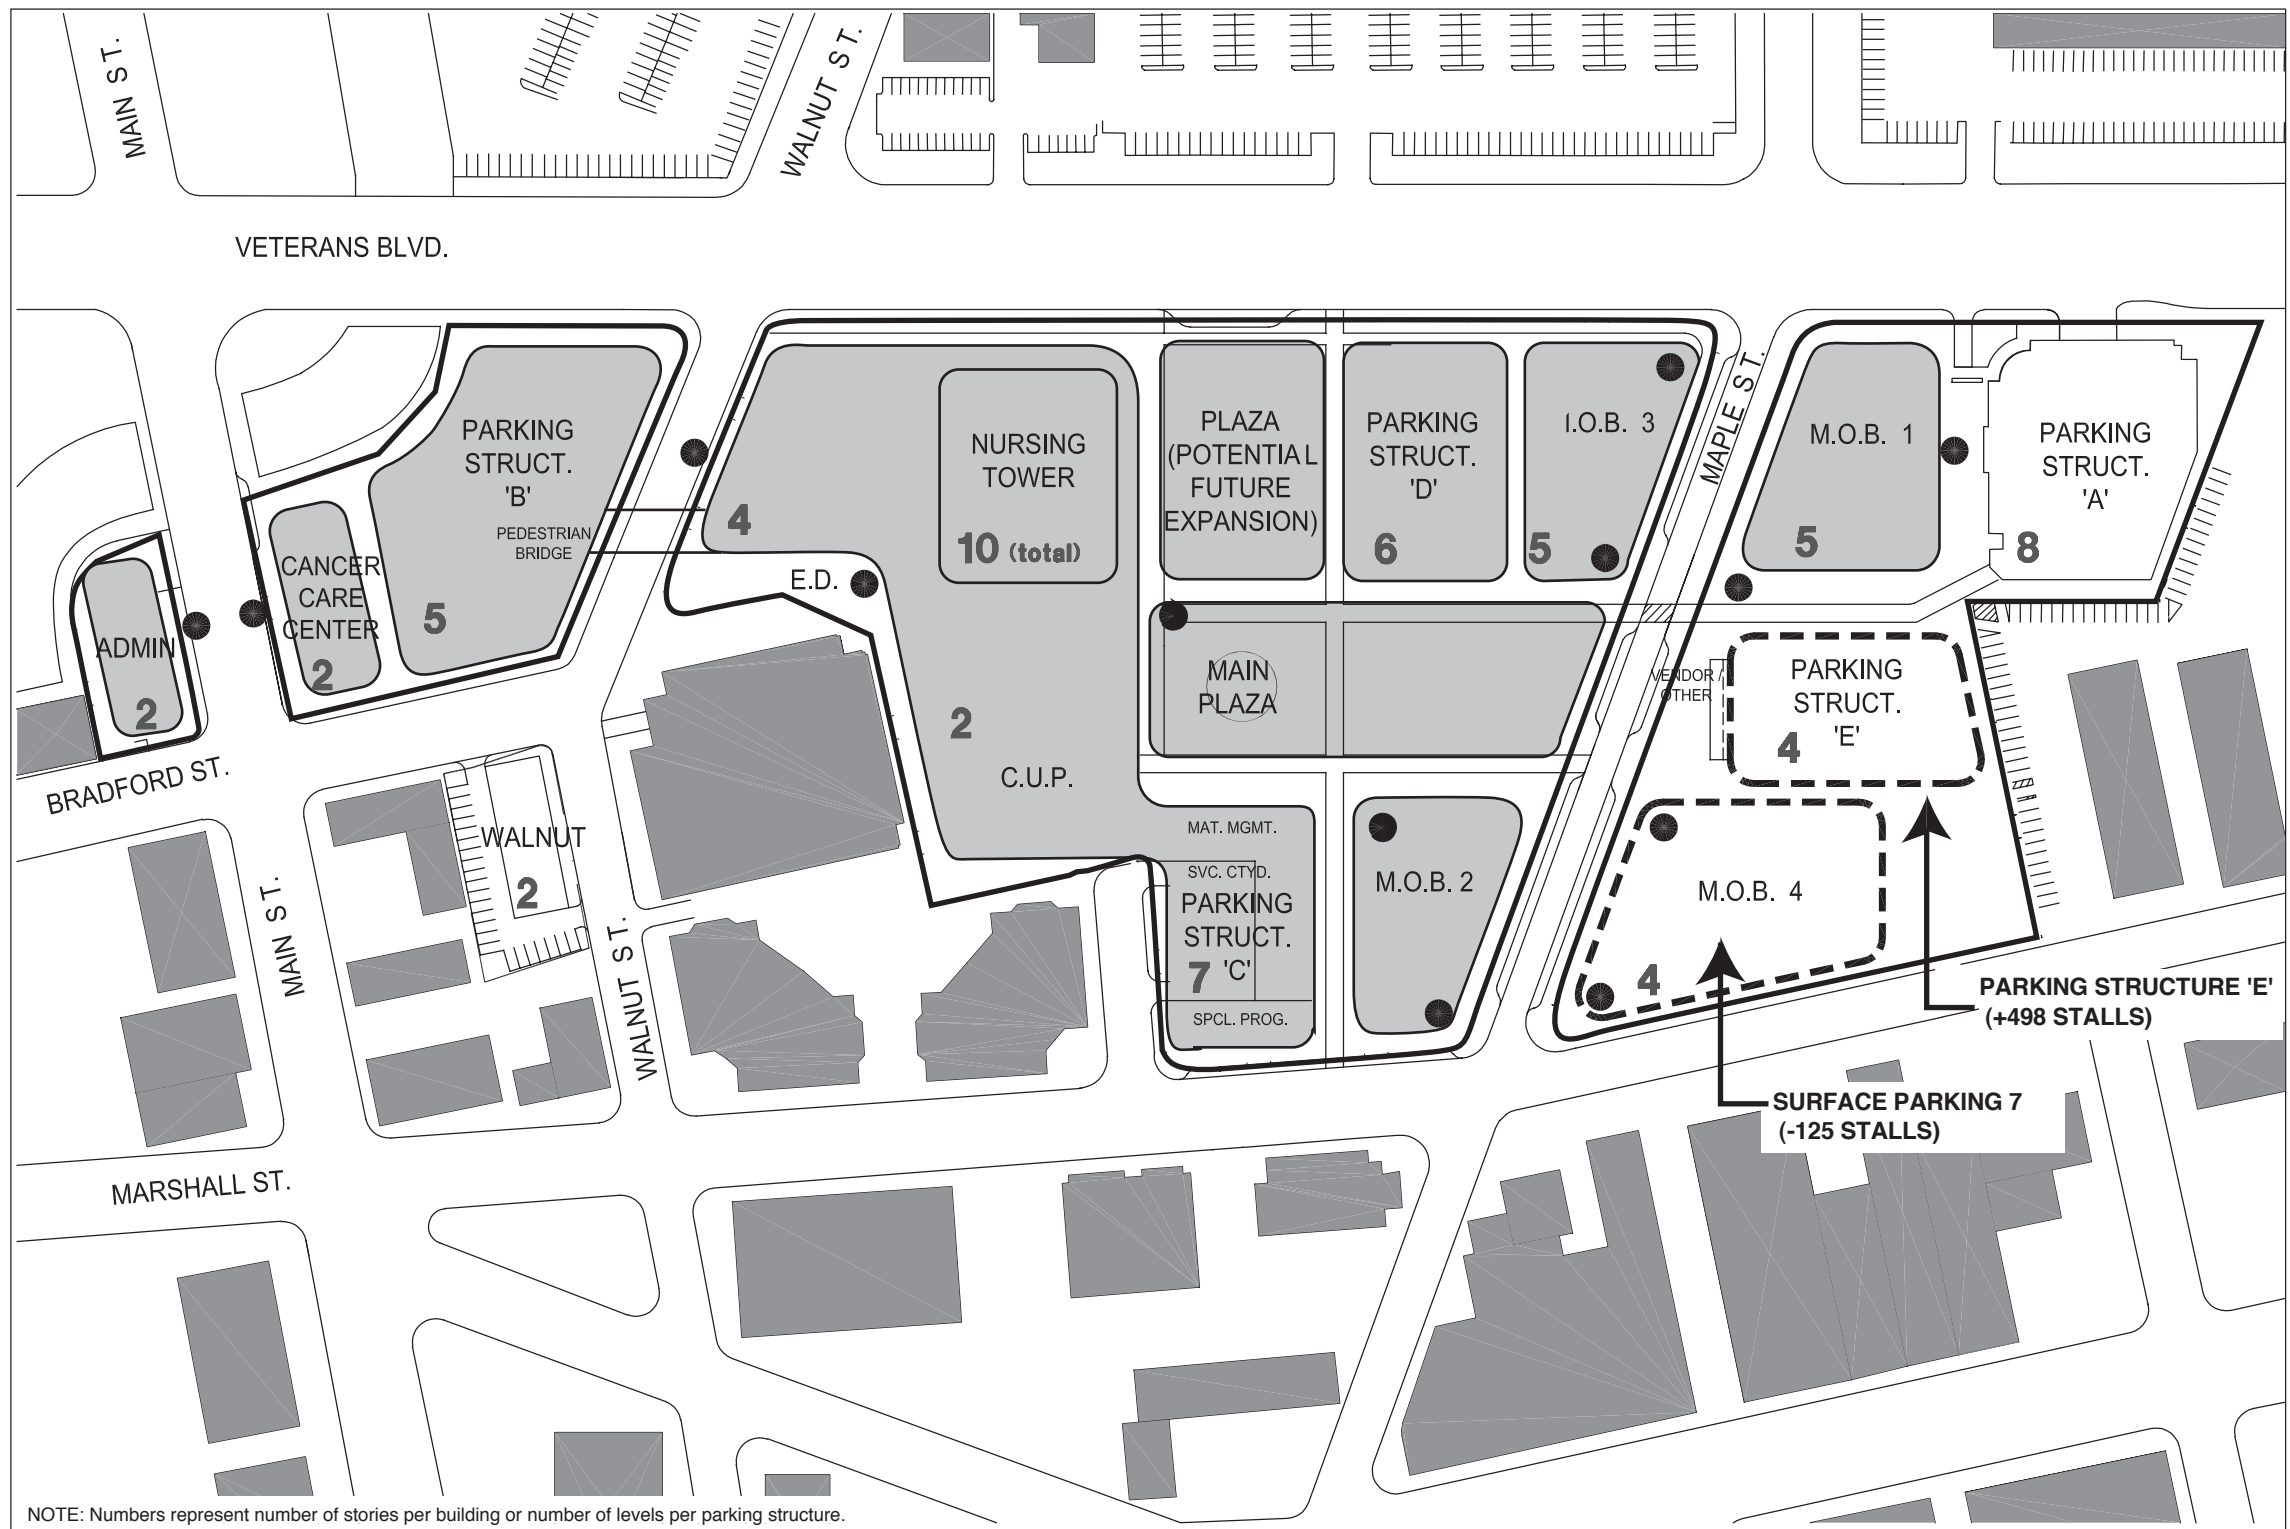 MAIN ST.
WALNUT ST.
VETERANS BLVD.
PARKING
STRUCT.
'B'
5
PEDESTRIAN
BRIDGE
CANCER
CARE
CENTER
2
ADMIN
2
4
NURSING
TOWER
10 (total)
E.D.
2
C.U.P.
PLAZA
(POTENTIAL
FUTURE
EXPANSION)
PARKING
STRUCT.
'D'
6
I.O.B. 3
5
MAPLE ST.
M.O.B. 1
5
PARKING
STRUCT.
'A'
8
MAIN
PLAZA
VENDOR /
OTHER
PARKING
STRUCT.
'E'
4
MAT. MGMT.
SVC. CTYD.
PARKING
STRUCT.
7 'C'
SPCL. PROG.
M.O.B. 2
M.O.B. 4
4
PARKING STRUCTURE 'E'
(+498 STALLS)
SURFACE PARKING 7
(-125 STALLS)
BRADFORD ST.
WALNUT
2
MAIN ST.
WALNUT ST.
MARSHALL ST.
NOTE: Numbers represent number of stories per building or number of levels per parking structure.